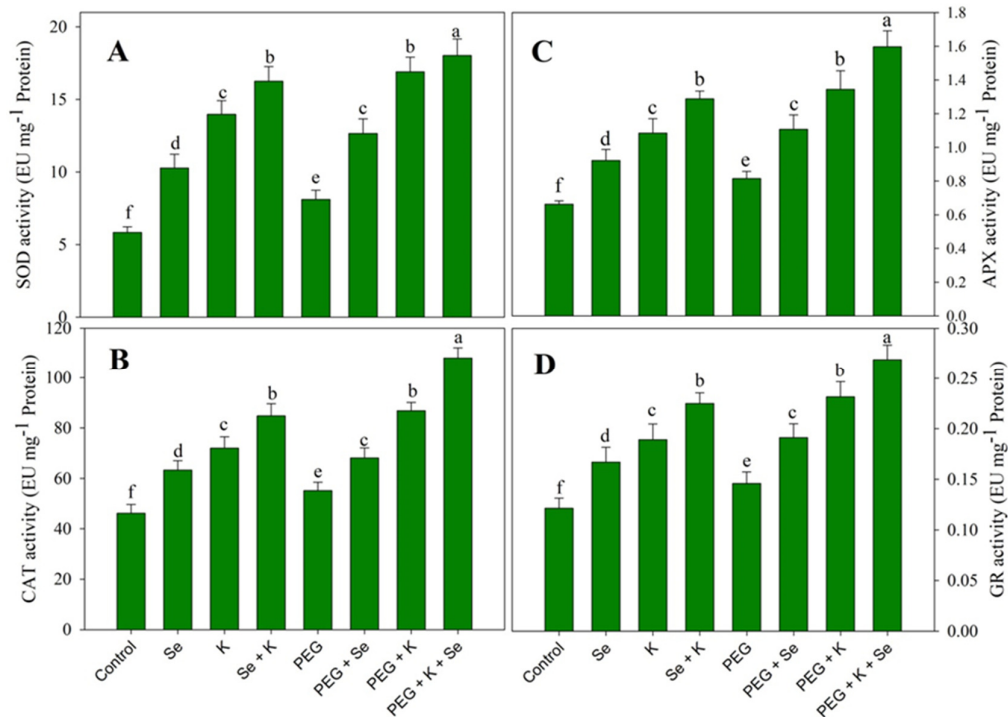 A
SOD activity (EU mg⁻¹ Protein)
20
15
10
5
0
f
d
c
b
e
c
b
a
C
APX activity (EU mg⁻¹ Protein)
1.8
1.6
1.4
1.2
1.0
0.8
0.6
0.4
0.2
0.0
f
d
c
b
e
c
b
a
B
CAT activity (EU mg⁻¹ Protein)
120
100
80
60
40
20
0
f
d
c
b
e
c
b
a
Control
Se
K
Se + K
PEG
PEG + Se
PEG + K
PEG + K + Se
D
GR activity (EU mg⁻¹ Protein)
0.30
0.25
0.20
0.15
0.10
0.05
0.00
f
d
c
b
e
c
b
a
Control
Se
K
Se + K
PEG
PEG + Se
PEG + K
PEG + K + Se